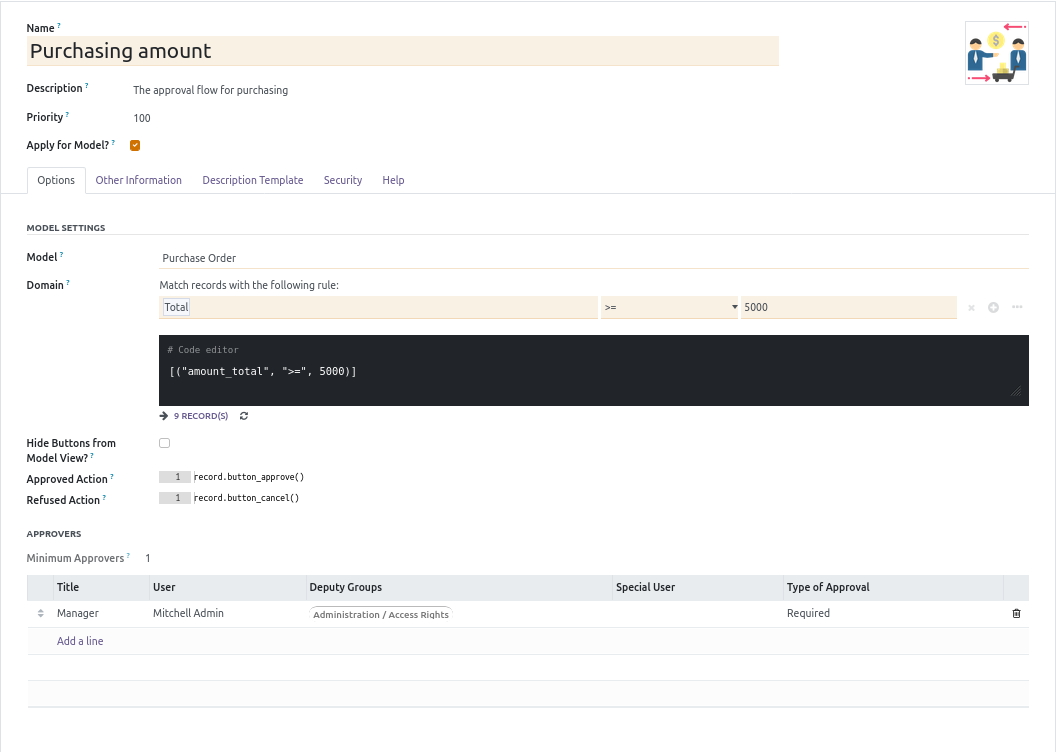 Name ?
Purchasing amount
Description ? The approval flow for purchasing
Priority ? 100
Apply for Model? ?
Options Other Information Description Template Security Help
MODEL SETTINGS
Model ? Purchase Order
Domain ? Match records with the following rule:
Total >= 5000
# Code editor
[("amount_total", ">=", 5000)]
9 RECORD(S)
Hide Buttons from
Model View? ?
Approved Action ? 1 record.button_approve()
Refused Action ? 1 record.button_cancel()
APPROVERS
Minimum Approvers ? 1
Title User Deputy Groups Special User Type of Approval
Manager Mitchell Admin Administration / Access Rights Required
Add a line